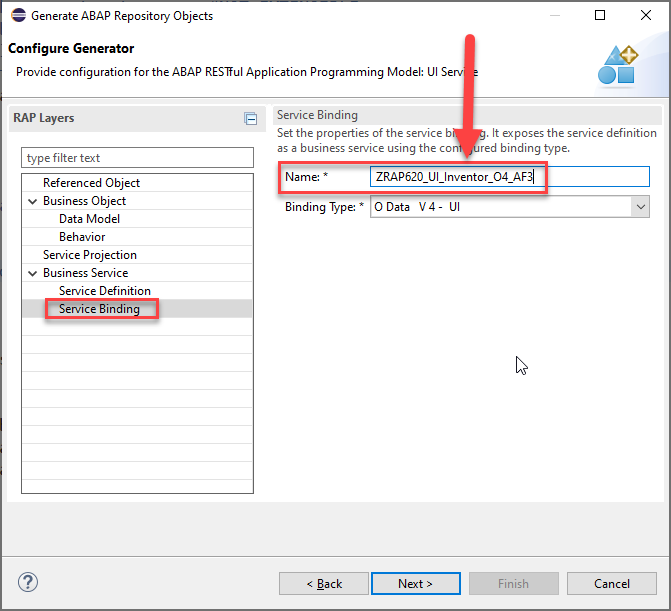 Generate ABAP Repository Objects
Configure Generator
Provide configuration for the ABAP RESTful Application Programming Model: UI Service
RAP Layers
type filter text
Referenced Object
Business Object
Data Model
Behavior
Service Projection
Business Service
Service Definition
Service Binding
Service Binding
Set the properties of the service binding. It exposes the service definition
as a business service using the configured binding type.
Name: * ZRAP620_UI_Inventor_O4_AF3
Binding Type: * O Data V 4 - UI
?
< Back Next > Finish Cancel